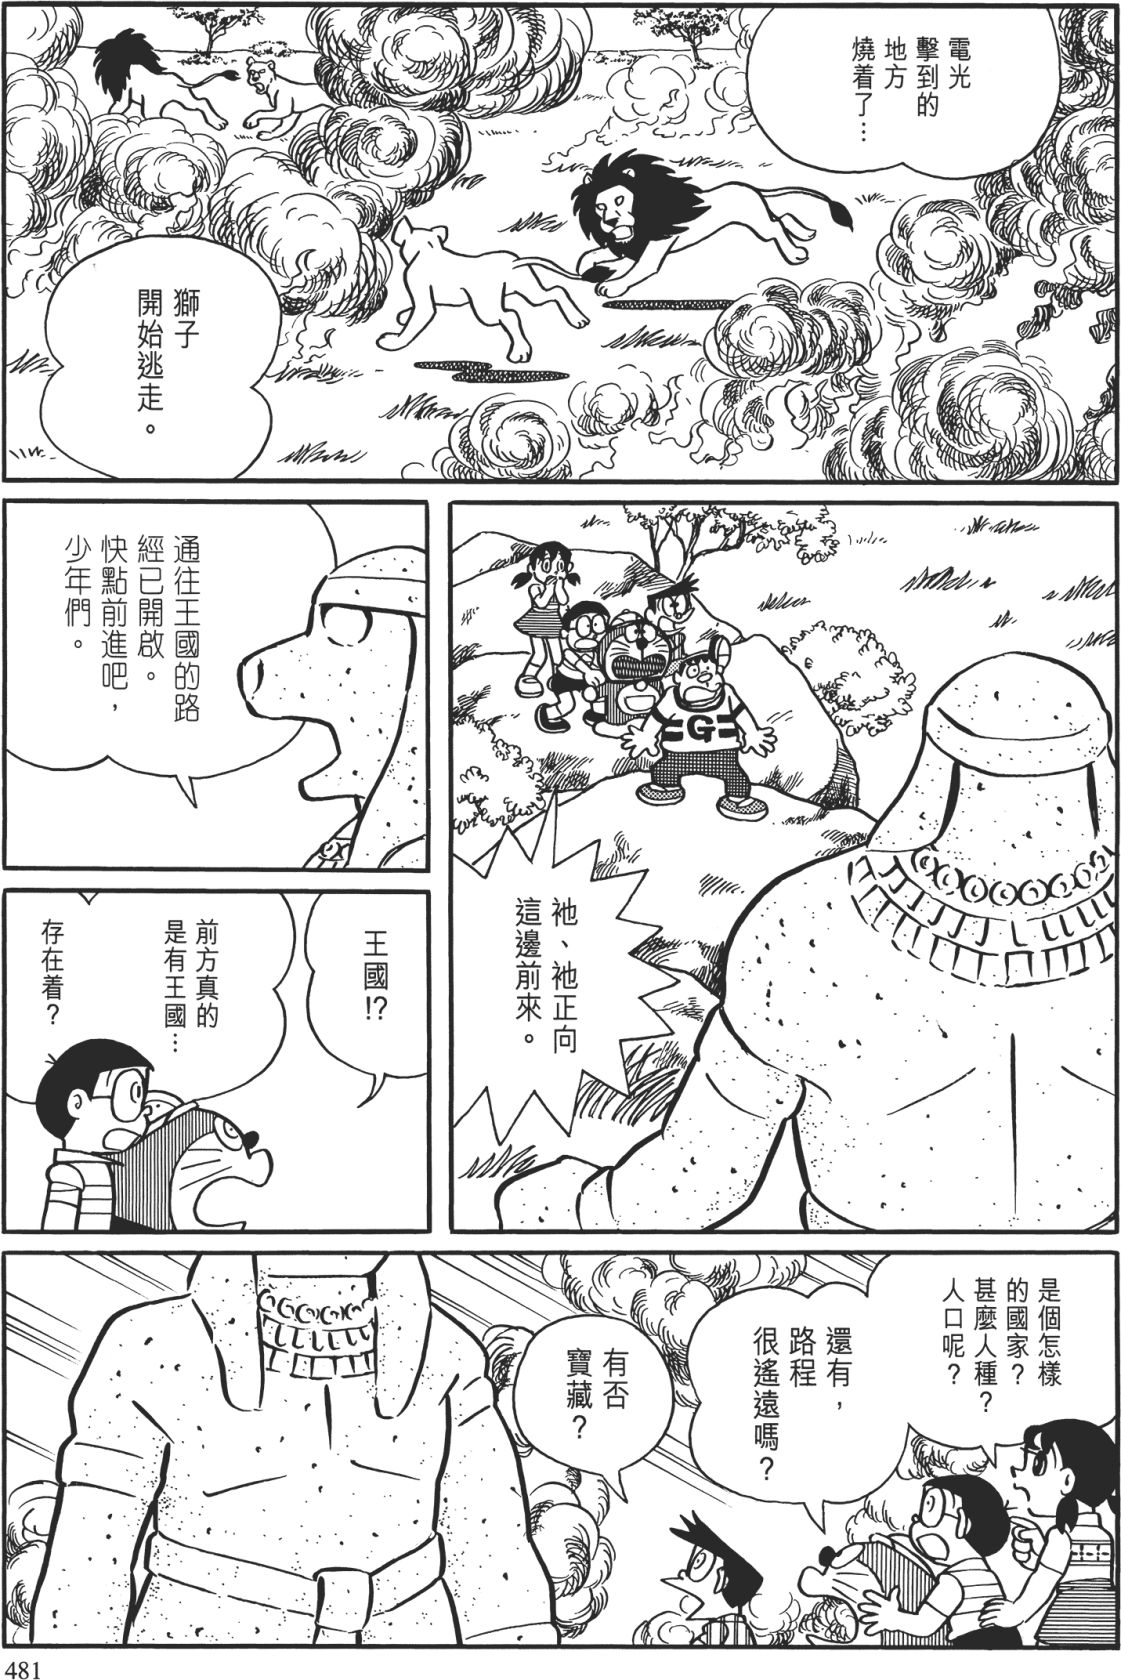 電光
擊到的
地方
燒着了…
獅子
開始逃走。
G
祂、祂正向
這邊前來。
通往王國的路
經已開啟。
快點前進吧，
少年們。
王國!?
前方真的
是有王國…
存在着？
是個怎樣
的國家？
甚麼人種？
人口呢？
還有，
路程
很遙遠嗎？
有否
寶藏？
481